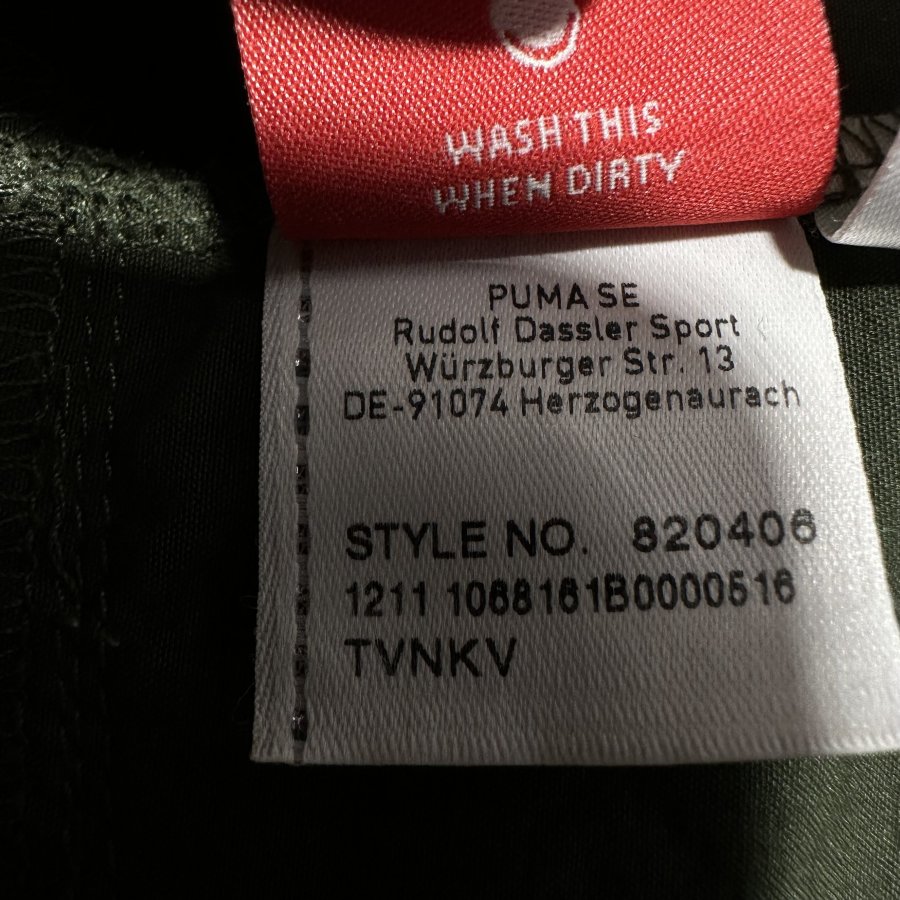 WASH THIS
WHEN DIRTY
PUMA SE
Rudolf Dassler Sport
Würzburger Str. 13
DE-91074 Herzogenaurach
STYLE NO. 820406
1211 1068161B0000516
TVNKV